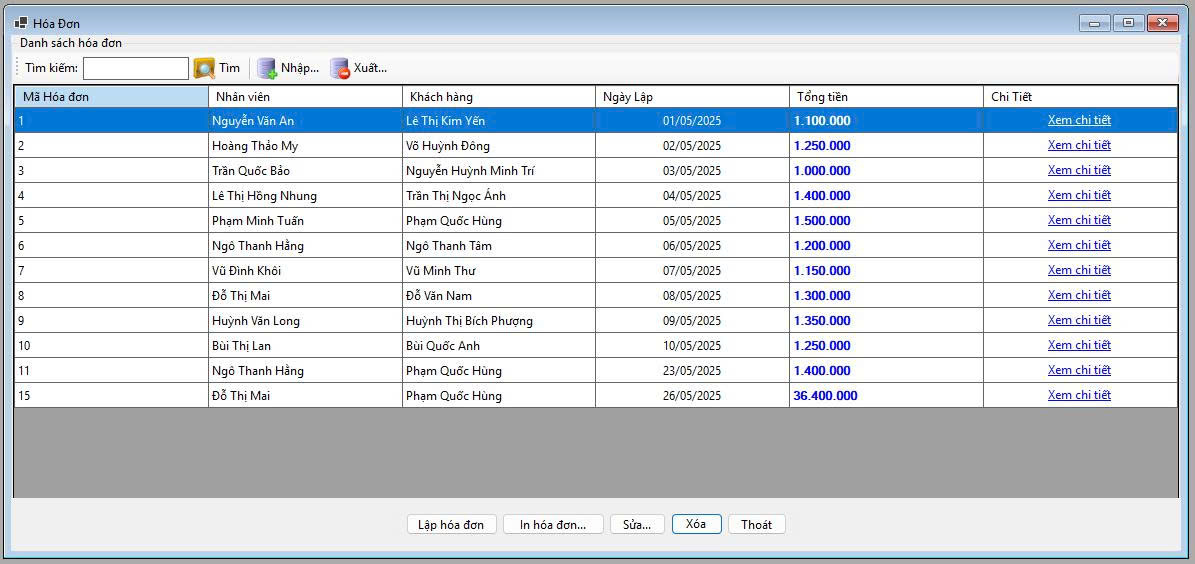 Hóa Đơn
Danh sách hóa đơn
Tìm kiếm: Tìm Nhập... Xuất...
Mã Hóa đơn Nhân viên Khách hàng Ngày Lập Tổng tiền Chi Tiết
1 Nguyễn Văn An Lê Thị Kim Yến 01/05/2025 1.100.000 Xem chi tiết
2 Hoàng Thảo My Võ Huỳnh Đông 02/05/2025 1.250.000 Xem chi tiết
3 Trần Quốc Bảo Nguyễn Huỳnh Minh Trí 03/05/2025 1.000.000 Xem chi tiết
4 Lê Thị Hồng Nhung Trần Thị Ngọc Ánh 04/05/2025 1.400.000 Xem chi tiết
5 Phạm Minh Tuấn Phạm Quốc Hùng 05/05/2025 1.500.000 Xem chi tiết
6 Ngô Thanh Hằng Ngô Thanh Tâm 06/05/2025 1.200.000 Xem chi tiết
7 Vũ Đình Khôi Vũ Minh Thư 07/05/2025 1.150.000 Xem chi tiết
8 Đỗ Thị Mai Đỗ Văn Nam 08/05/2025 1.300.000 Xem chi tiết
9 Huỳnh Văn Long Huỳnh Thị Bích Phượng 09/05/2025 1.350.000 Xem chi tiết
10 Bùi Thị Lan Bùi Quốc Anh 10/05/2025 1.250.000 Xem chi tiết
11 Ngô Thanh Hằng Phạm Quốc Hùng 23/05/2025 1.400.000 Xem chi tiết
15 Đỗ Thị Mai Phạm Quốc Hùng 26/05/2025 36.400.000 Xem chi tiết
Lập hóa đơn In hóa đơn... Sửa... Xóa Thoát